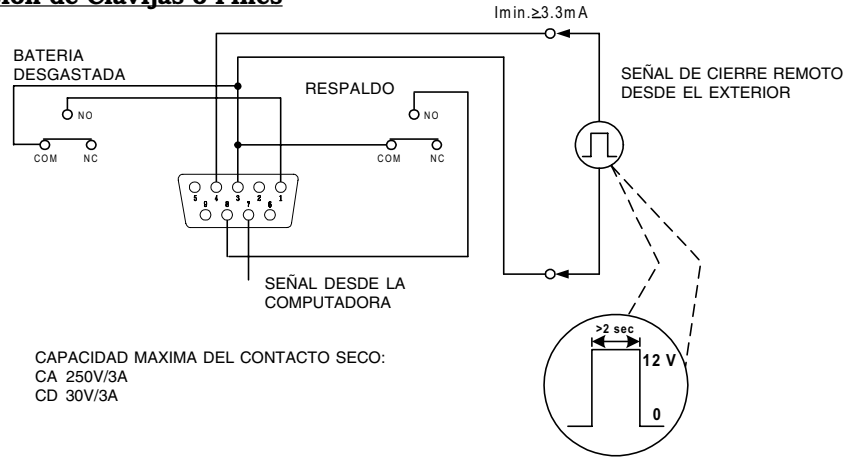 de Clavijas o Pines
Imin.≥3.3mA
BATERIA
DESGASTADA
RESPALDO
SEÑAL DE CIERRE REMOTO
DESDE EL EXTERIOR
NO
NO
COM NC
COM NC
5 4 3 2 1
9 8 7 6
SEÑAL DESDE LA
COMPUTADORA
>2 sec
12 V
0
CAPACIDAD MAXIMA DEL CONTACTO SECO:
CA 250V/3A
CD 30V/3A